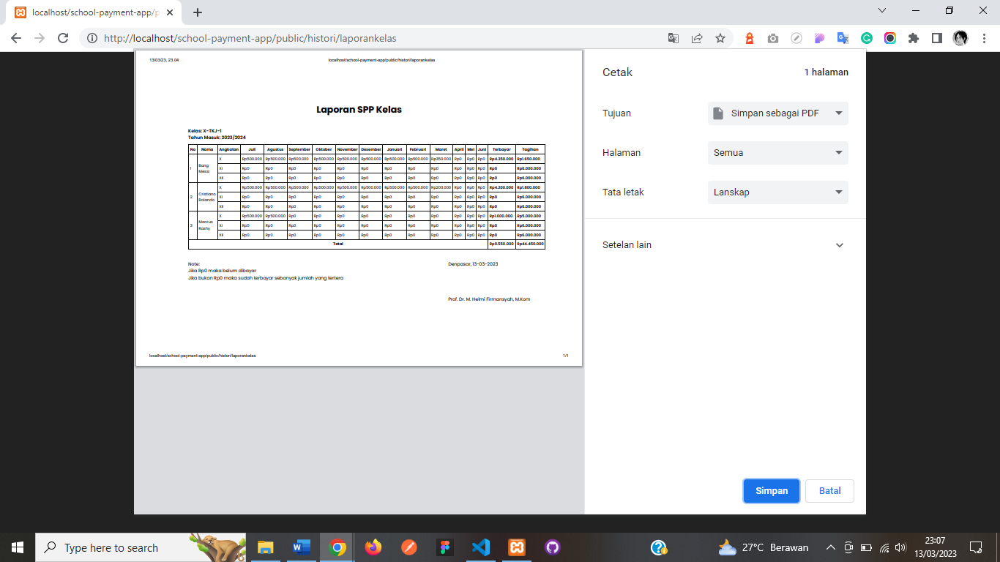 localhost/school-payment-app/p
http://localhost/school-payment-app/public/histori/laporankelas
13/03/23, 23.04 localhost/school-payment-app/public/histori/laporankelas
Laporan SPP Kelas
Kelas: X-TKJ-1
Tahun Masuk: 2023/2024
No Nama Angkatan Juli Agustus September Oktober November Desember Januari Februari Maret April Mei Juni Terbayar Tagihan
1 Bang Messi X Rp500.000 Rp500.000 Rp500.000 Rp500.000 Rp500.000 Rp500.000 Rp500.000 Rp500.000 Rp350.000 Rp0 Rp0 Rp0 Rp4.350.000 Rp1.650.000
XI Rp0 Rp0 Rp0 Rp0 Rp0 Rp0 Rp0 Rp0 Rp0 Rp0 Rp0 Rp0 Rp0 Rp6.000.000
XII Rp0 Rp0 Rp0 Rp0 Rp0 Rp0 Rp0 Rp0 Rp0 Rp0 Rp0 Rp0 Rp0 Rp6.000.000
2 Cristiano Rolando X Rp500.000 Rp500.000 Rp500.000 Rp500.000 Rp500.000 Rp500.000 Rp500.000 Rp500.000 Rp200.000 Rp0 Rp0 Rp0 Rp4.200.000 Rp1.800.000
XI Rp0 Rp0 Rp0 Rp0 Rp0 Rp0 Rp0 Rp0 Rp0 Rp0 Rp0 Rp0 Rp0 Rp6.000.000
XII Rp0 Rp0 Rp0 Rp0 Rp0 Rp0 Rp0 Rp0 Rp0 Rp0 Rp0 Rp0 Rp0 Rp6.000.000
3 Marcus Rashy X Rp500.000 Rp500.000 Rp0 Rp0 Rp0 Rp0 Rp0 Rp0 Rp0 Rp0 Rp0 Rp0 Rp1.000.000 Rp5.000.000
XI Rp0 Rp0 Rp0 Rp0 Rp0 Rp0 Rp0 Rp0 Rp0 Rp0 Rp0 Rp0 Rp0 Rp6.000.000
XII Rp0 Rp0 Rp0 Rp0 Rp0 Rp0 Rp0 Rp0 Rp0 Rp0 Rp0 Rp0 Rp0 Rp6.000.000
Total Rp9.550.000 Rp44.450.000
Note: Denpasar, 13-03-2023
Jika Rp0 maka belum dibayar
Jika bukan Rp0 maka sudah terbayar sebanyak jumlah yang tertera
Prof. Dr. M. Helmi Firmansyah, M.Kom
localhost/school-payment-app/public/histori/laporankelas 1/1
Cetak 1 halaman
Tujuan Simpan sebagai PDF
Halaman Semua
Tata letak Lanskap
Setelan lain
Simpan Batal
Type here to search
27°C Berawan
23:07
13/03/2023